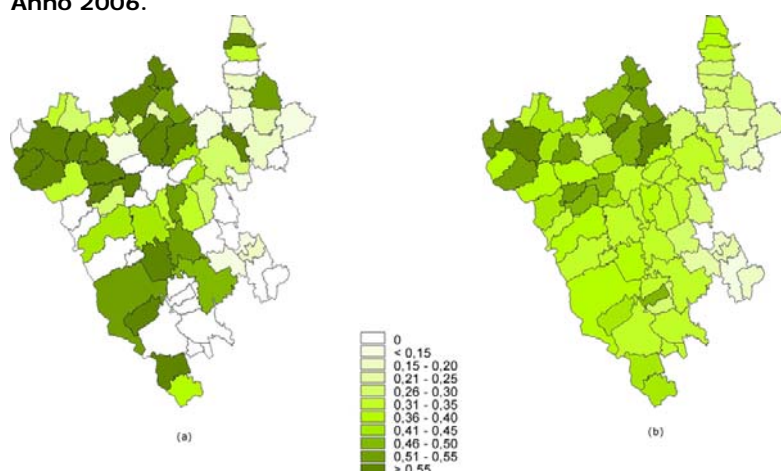 Anno 2006.
0
< 0,15
0,15 - 0,20
0,21 - 0,25
0,26 - 0,30
0,31 - 0,35
0,36 - 0,40
0,41 - 0,45
0,46 - 0,50
0,51 - 0,55
> 0,55
(a)
(b)